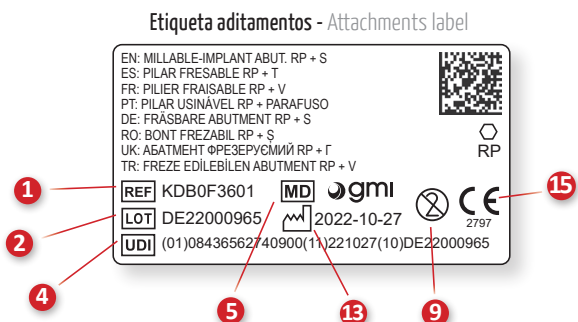 Etiqueta aditamentos - Attachments label
EN: MILLABLE-IMPLANT ABUT. RP + S
ES: PILAR FRESABLE RP + T
FR: PILIER FRAISABLE RP + V
PT: PILAR USINÁVEL RP + PARAFUSO
DE: FRÄSBARE ABUTMENT RP + S
RO: BONT FREZABIL RP + Ș
UK: АБАТМЕНТ ФРЕЗЕРУЄМИЙ RP + Г
TR: FREZE EDİLEBİLEN ABUTMENT RP + V
RP
1 REF KDB0F3601 MD gmi
15 CE 2797
2 LOT DE22000965 2022-10-27 2
4 UDI (01)08436562740900(11)221027(10)DE22000965
5 13 9